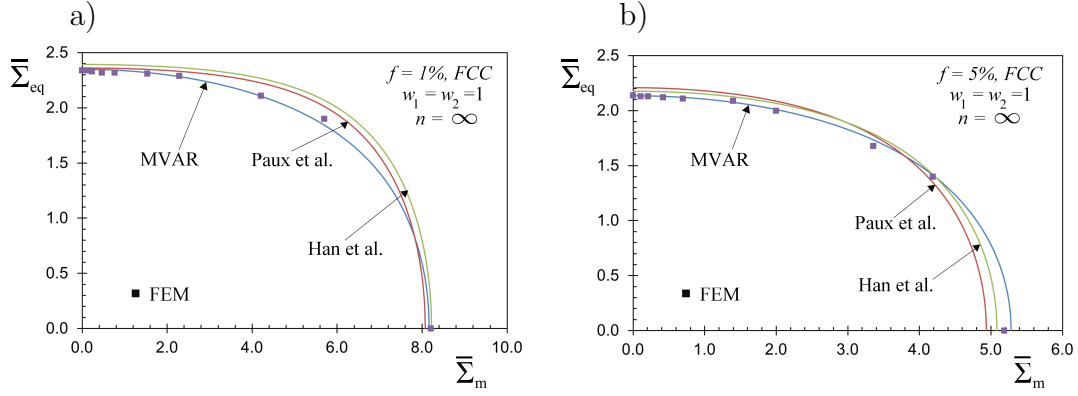 a)
2.5
2.0
1.5
1.0
0.5
0.0
0.0 2.0 4.0 6.0 8.0 10.0
Σ̅eq
Σ̅m
f = 1%, FCC
w1 = w2 = 1
n = ∞
MVAR
Paux et al.
Han et al.
FEM
b)
2.5
2.0
1.5
1.0
0.5
0.0
0.0 1.0 2.0 3.0 4.0 5.0 6.0
Σ̅eq
Σ̅m
f = 5%, FCC
w1 = w2 = 1
n = ∞
MVAR
Paux et al.
Han et al.
FEM